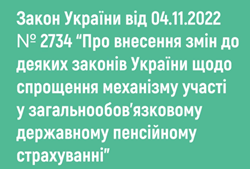 Закон України від 04.11.2022
№ 2734 “Про внесення змін до
деяких законів України щодо
спрощення механізму участі
у загальнообов’язковому
державному пенсійному
страхуванні”